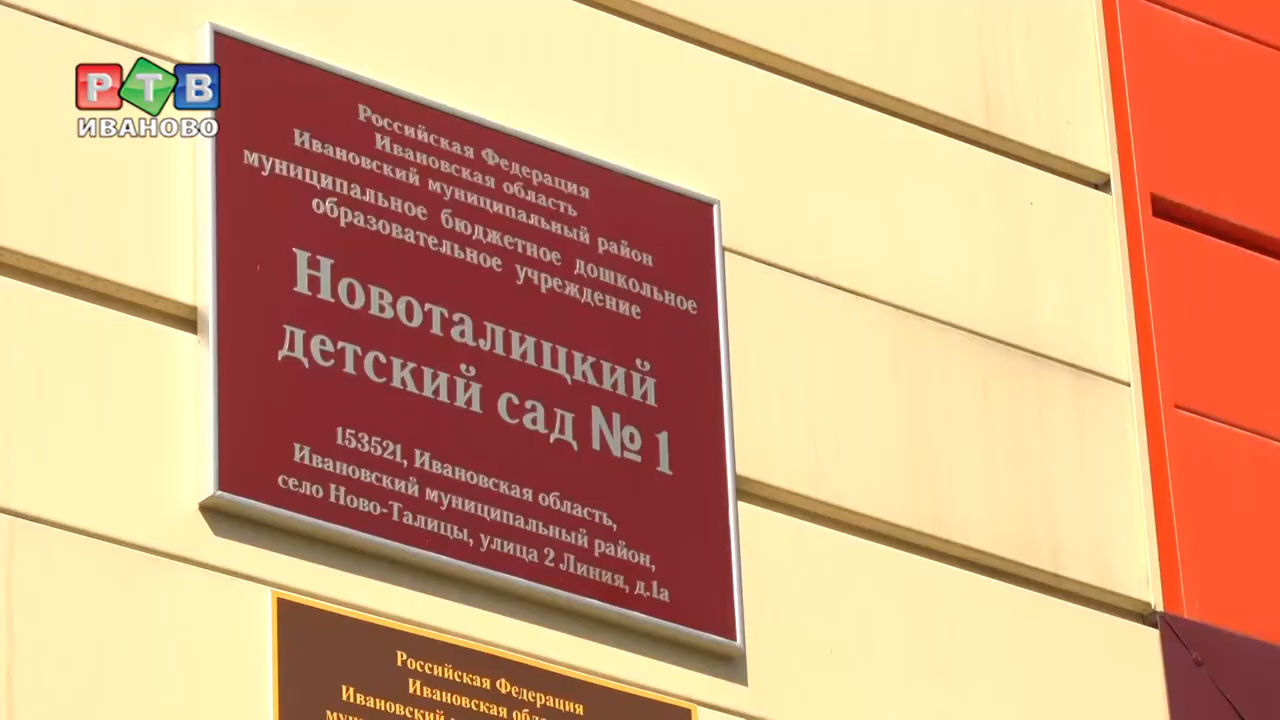 РТВ
ИВАНОВО
Российская Федерация
Ивановская область
Ивановский муниципальный район
муниципальное бюджетное дошкольное
образовательное учреждение
Новоталицкий
детский сад № 1
153521, Ивановская область,
Ивановский муниципальный район,
село Ново-Талицы, улица 2 Линия, д.1а
Российская Федерация
Ивановская
Ивановский